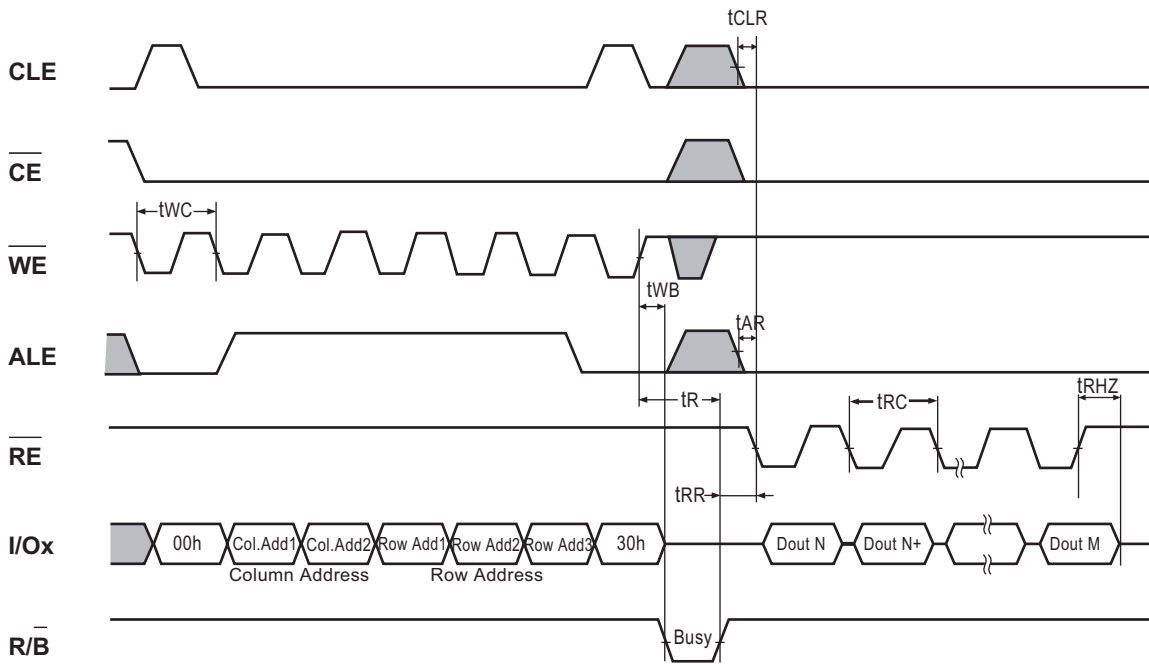 tCLR
CLE
CE
tWC
WE
tWB
tAR
ALE
tR
tRC
tRHZ
RE
tRR
I/Ox
00h Col.Add1 Col.Add2 Row Add1 Row Add2 Row Add3 30h Dout N Dout N+ Dout M
Column Address Row Address
Busy
R/B